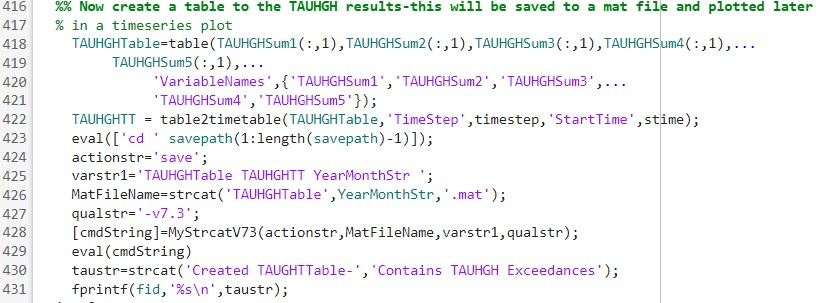 416 %% Now create a table to the TAUHGH results-this will be saved to a mat file and plotted later
417 % in a timeseries plot
418 TAUHGHTable=table(TAUHGHSum1(:,1),TAUHGHSum2(:,1),TAUHGHSum3(:,1),TAUHGHSum4(:,1),...
419 TAUHGHSum5(:,1),...
420 'VariableNames',{'TAUHGHSum1','TAUHGHSum2','TAUHGHSum3',...
421 'TAUHGHSum4','TAUHGHSum5'});
422 TAUHGHTT = table2timetable(TAUHGHTable,'TimeStep',timestep,'StartTime',stime);
423 eval(['cd ' savepath(1:length(savepath)-1)]);
424 actionstr='save';
425 varstr1='TAUHGHTable TAUHGHTT YearMonthStr ';
426 MatFileName=strcat('TAUHGHTable',YearMonthStr,'.mat');
427 qualstr='-v7.3';
428 [cmdString]=MyStrcatV73(actionstr,MatFileName,varstr1,qualstr);
429 eval(cmdString)
430 taustr=strcat('Created TAUGHTTable-','Contains TAUHGH Exceedances');
431 fprintf(fid,'%s\n',taustr);